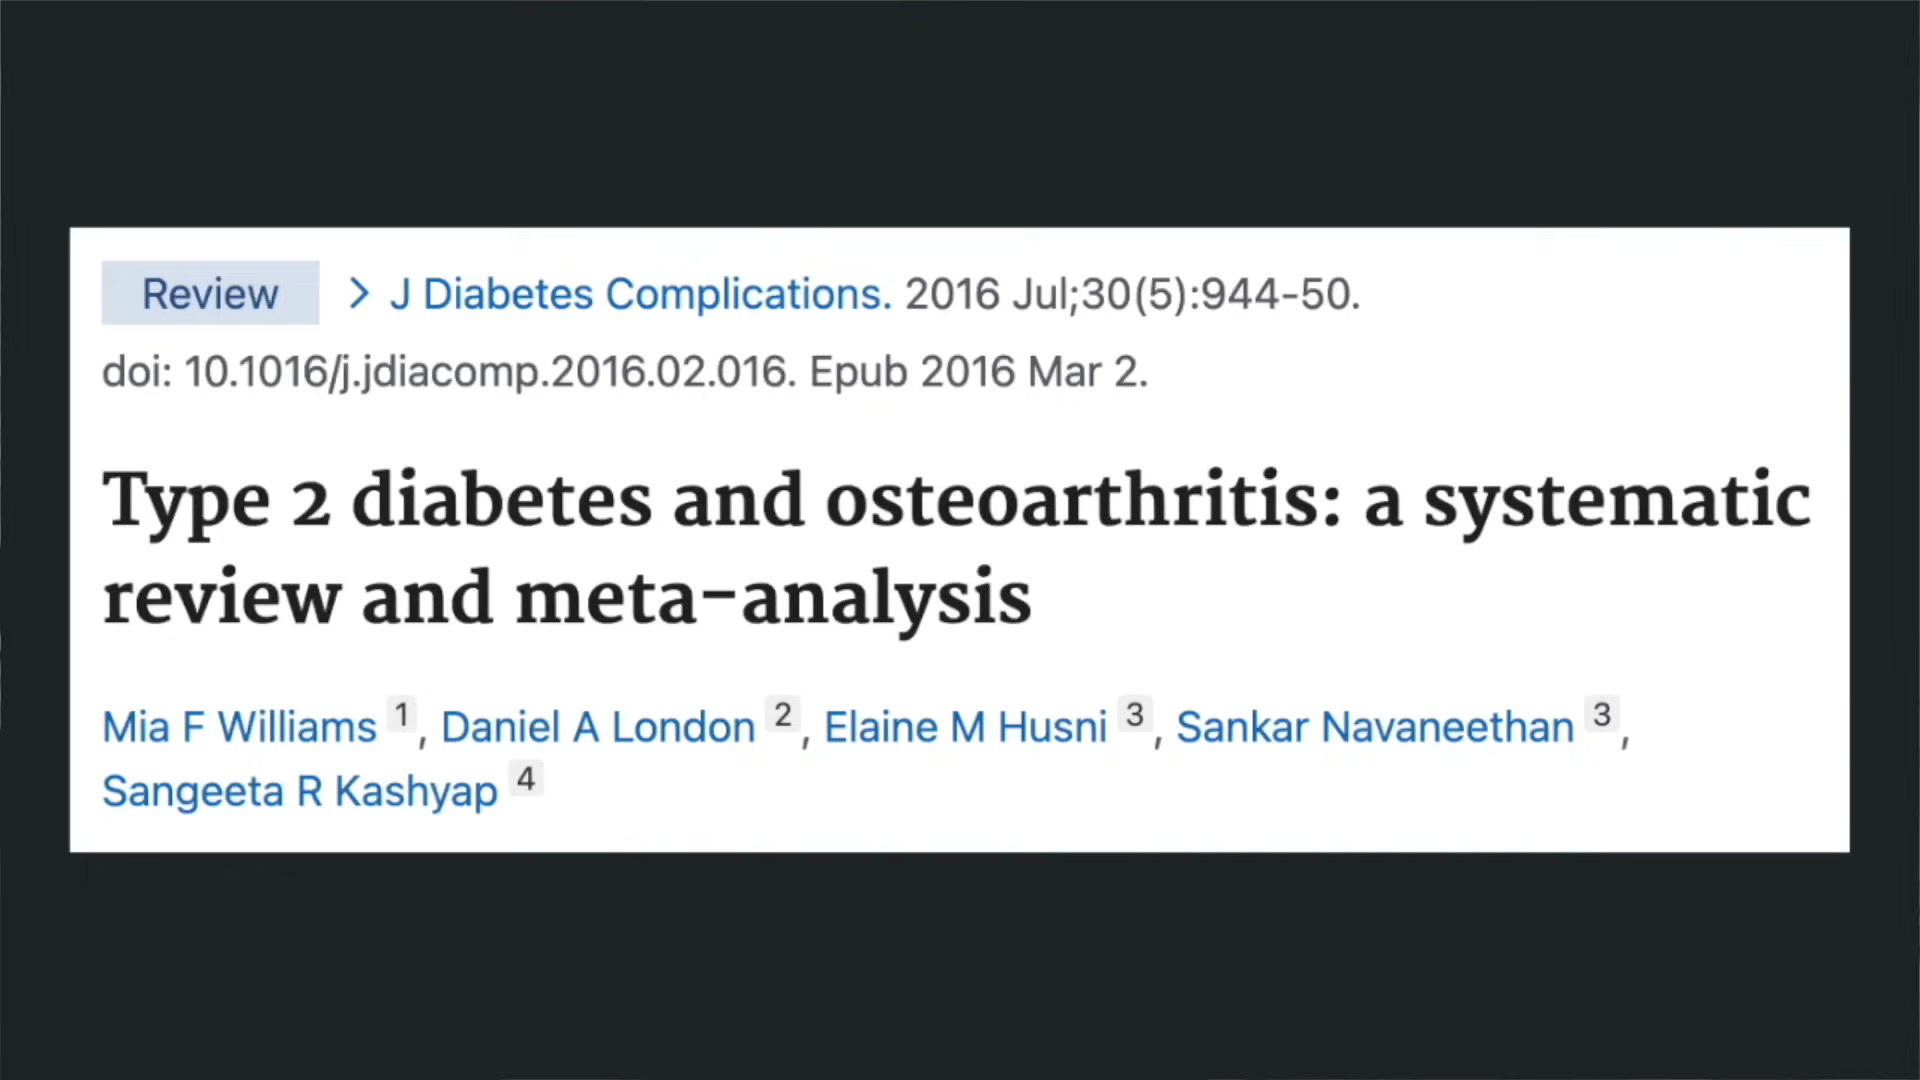 Review > J Diabetes Complications. 2016 Jul;30(5):944-50.
doi: 10.1016/j.jdiacomp.2016.02.016. Epub 2016 Mar 2.
Type 2 diabetes and osteoarthritis: a systematic
review and meta-analysis
Mia F Williams 1, Daniel A London 2, Elaine M Husni 3, Sankar Navaneethan 3,
Sangeeta R Kashyap 4